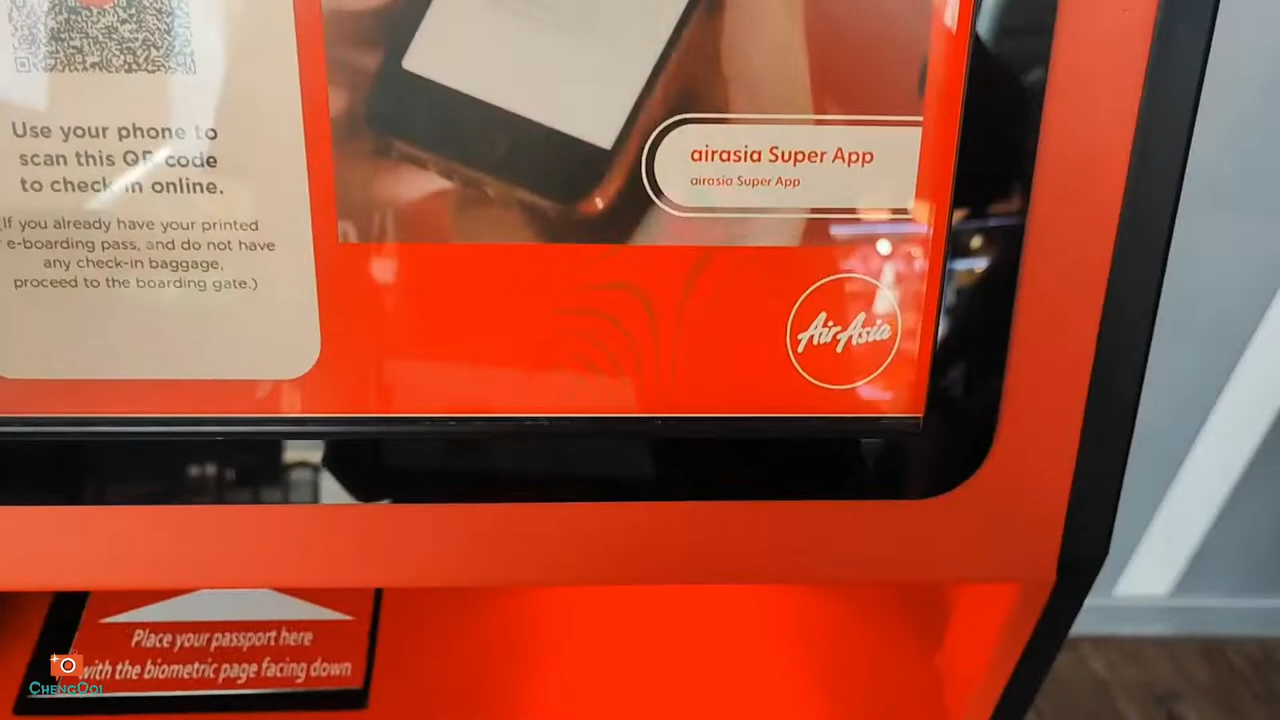 Use your phone to
scan this QR code
to check in online.
(If you already have your printed
e-boarding pass, and do not have
any check-in baggage,
proceed to the boarding gate.)
airasia Super App
airasia Super App
AirAsia
Place your passport here
with the biometric page facing down
ChengQoi